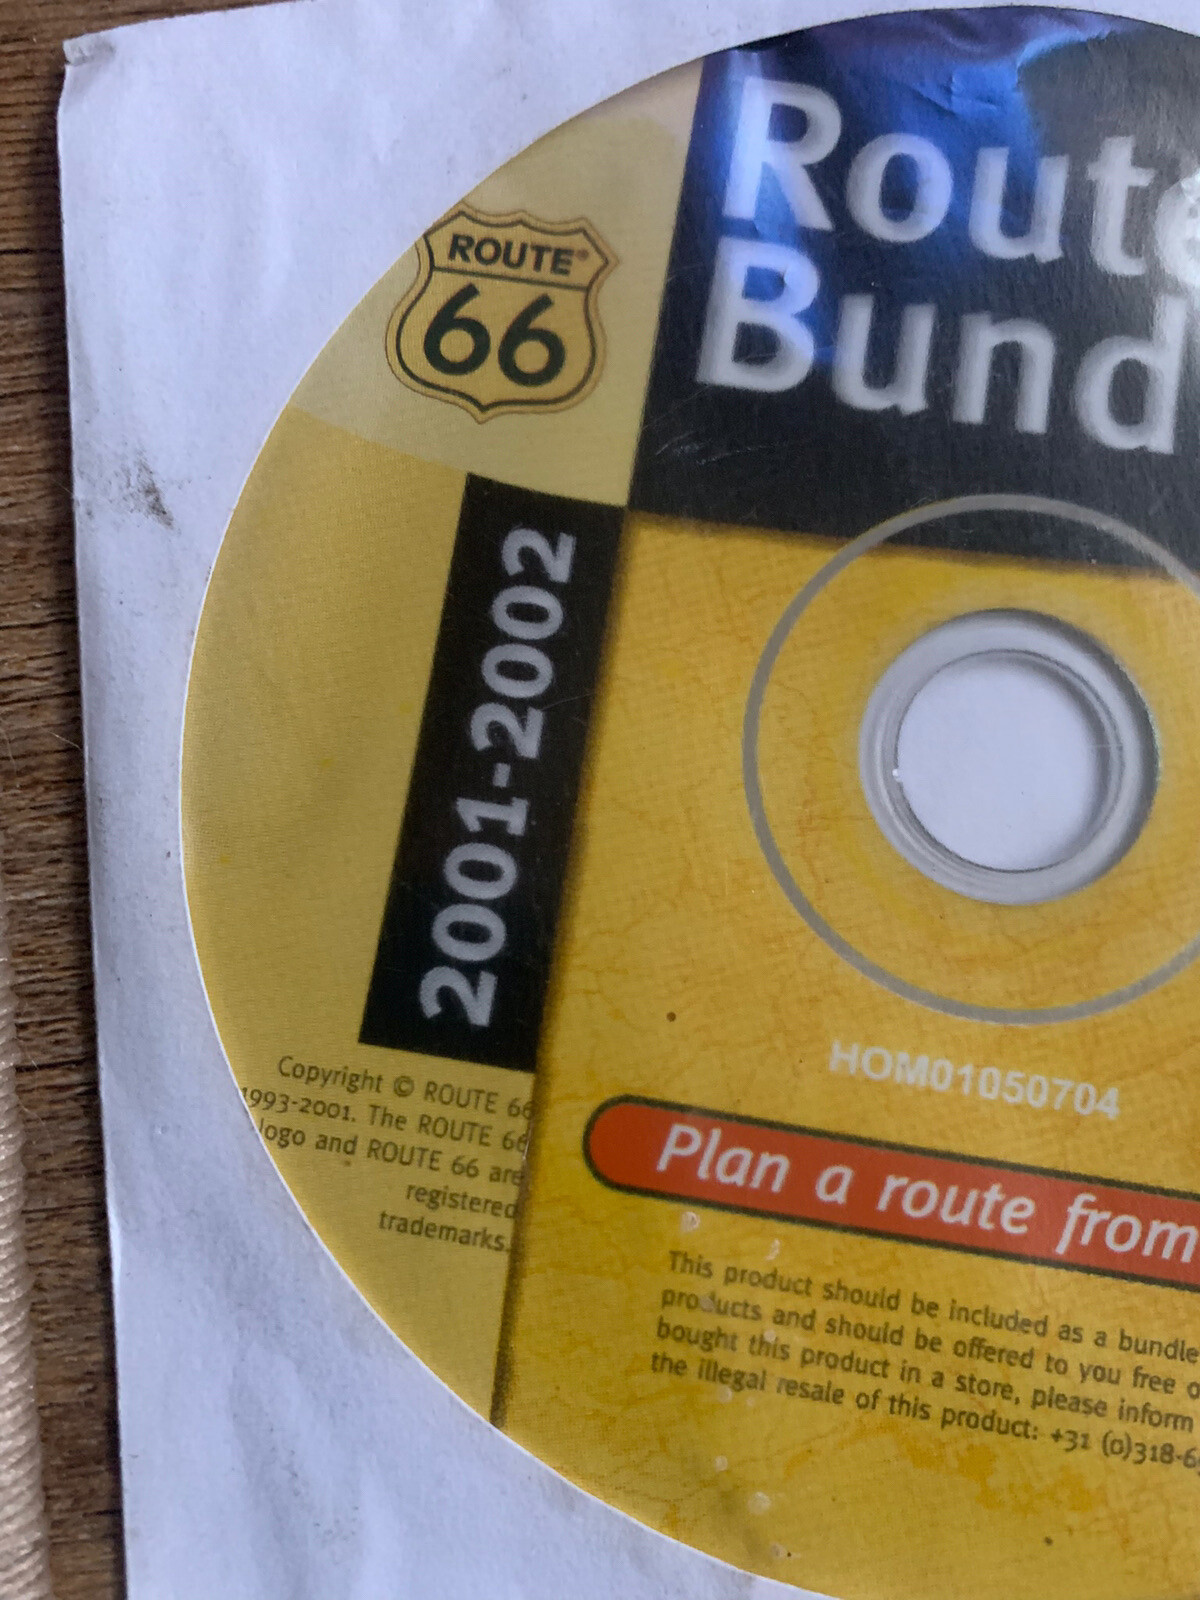 ROUTE®
66
Route
Bund
2001-2002
Copyright © ROUTE 66
1993-2001. The ROUTE 66
logo and ROUTE 66 are
registered
trademarks.
HOM01050704
Plan a route from
This product should be included as a bundle
products and should be offered to you free
bought this product in a store, please inform
the illegal resale of this product: +31 (0)318-6